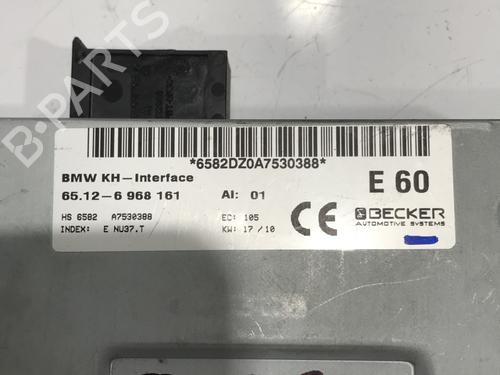 B-PARTS
*6582DZ0A7530388*
BMW KH-Interface
65.12-6 968 161 AI: 01 E 60
HS 6582 A7530388 EC: 105
INDEX: E NU37.T KW: 17/10
CE
BECKER
AUTOMOTIVE SYSTEMS